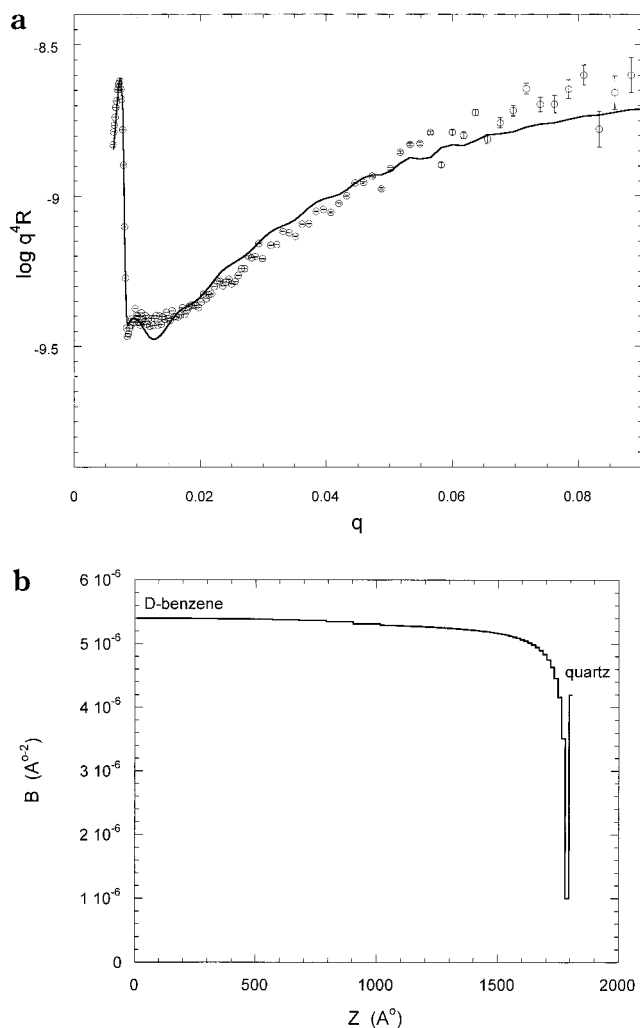 a
-8.5
-9
-9.5
log q⁴R
0
0.02
0.04
0.06
0.08
q
b
6 10⁻⁶
5 10⁻⁶
4 10⁻⁶
3 10⁻⁶
2 10⁻⁶
1 10⁻⁶
0
B (A°⁻²)
D-benzene
quartz
0
500
1000
1500
2000
Z (A°)